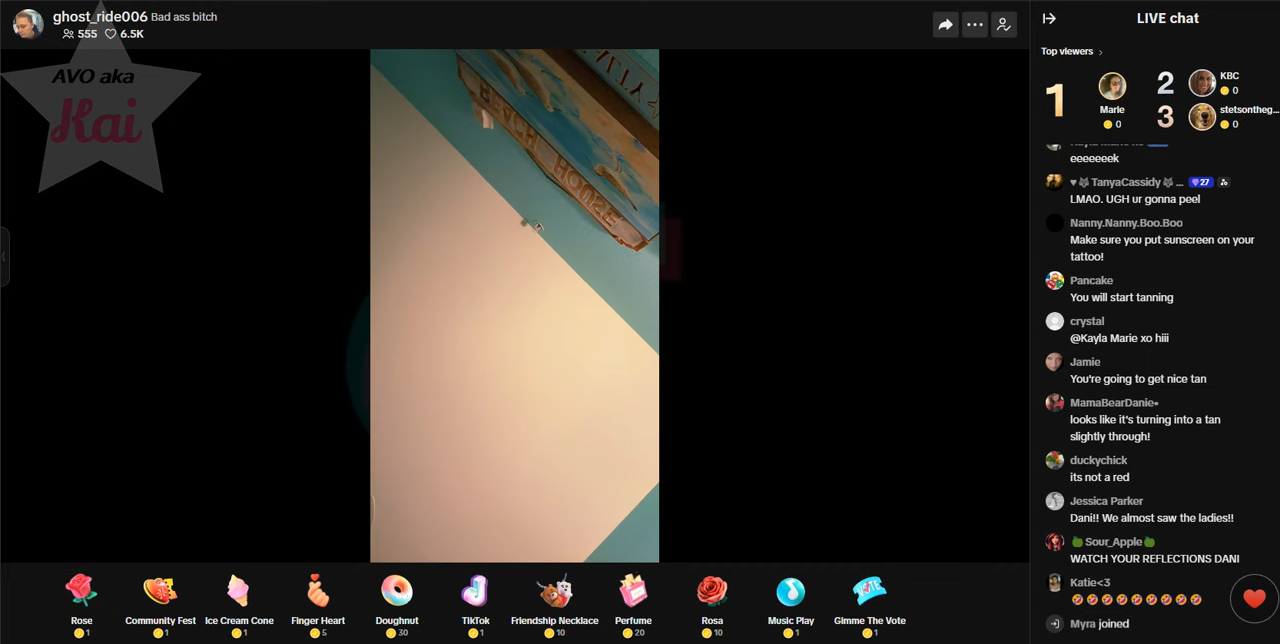 ghost_ride006 Bad ass bitch
555 6.5K
AVO aka
Kai
BEACH HOUSE
LIVE chat
Top viewers
1
Marie
0
2
KBC
0
3
stetsontheg...
0
eeeeeeek
♥🐺TanyaCassidy🐺... 27
LMAO. UGH ur gonna peel
Nanny.Nanny.Boo.Boo
Make sure you put sunscreen on your
tattoo!
Pancake
You will start tanning
crystal
@Kayla Marie xo hiii
Jamie
You're going to get nice tan
MamaBearDanie•
looks like it's turning into a tan
slightly through!
duckychick
its not a red
Jessica Parker
Dani!! We almost saw the ladies!!
🍏Sour_Apple🍏
WATCH YOUR REFLECTIONS DANI
Katie<3
Myra joined
Rose
1
Community Fest
1
Ice Cream Cone
1
Finger Heart
5
Doughnut
30
TikTok
1
Friendship Necklace
10
Perfume
20
Rosa
10
Music Play
1
VOTE
Gimme The Vote
1